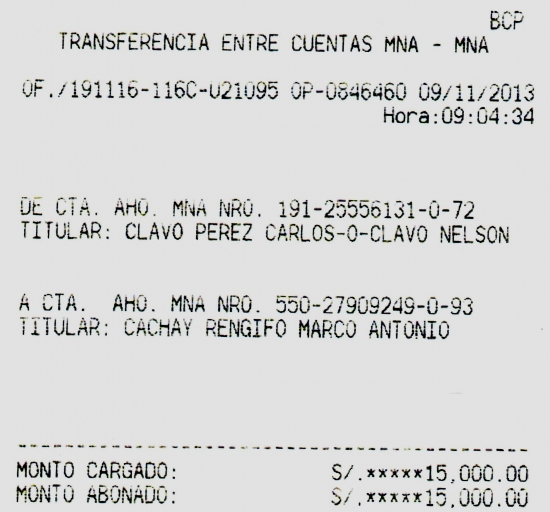 BCP
TRANSFERENCIA ENTRE CUENTAS MNA - MNA
OF./191116-116C-U21095 OP-0846460 09/11/2013
Hora:09:04:34
DE CTA. AHO. MNA NRO. 191-25556131-0-72
TITULAR: CLAVO PEREZ CARLOS-O-CLAVO NELSON
A CTA. AHO. MNA NRO. 550-27909249-0-93
TITULAR: CACHAY RENGIFO MARCO ANTONIO
--------------------------------------------
MONTO CARGADO: S/.*****15,000.00
MONTO ABONADO: S/.*****15,000.00